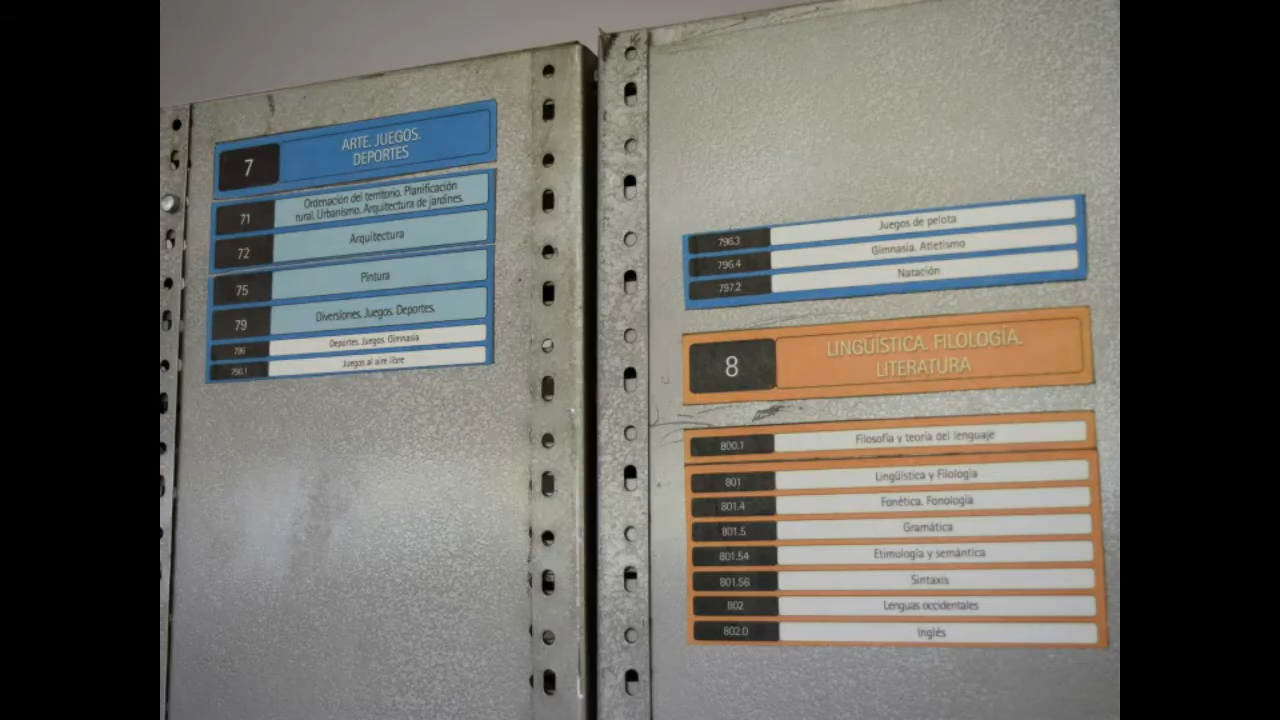 7
ARTE. JUEGOS.
DEPORTES
71
Ordenación del territorio. Planificación
rural. Urbanismo. Arquitectura de jardines.
72
Arquitectura
75
Pintura
79
Diversiones. Juegos. Deportes.
796
Deportes. Juegos. Gimnasia
796.1
Juegos al aire libre
796.3
Juegos de pelota
796.4
Gimnasia. Atletismo
797.2
Natación
8
LINGÜÍSTICA. FILOLOGÍA.
LITERATURA
800.1
Filosofía y teoría del lenguaje
801
Lingüística y Filología
801.4
Fonética. Fonología
801.5
Gramática
801.54
Etimología y semántica
801.56
Sintaxis
802
Lenguas occidentales
802.0
Inglés